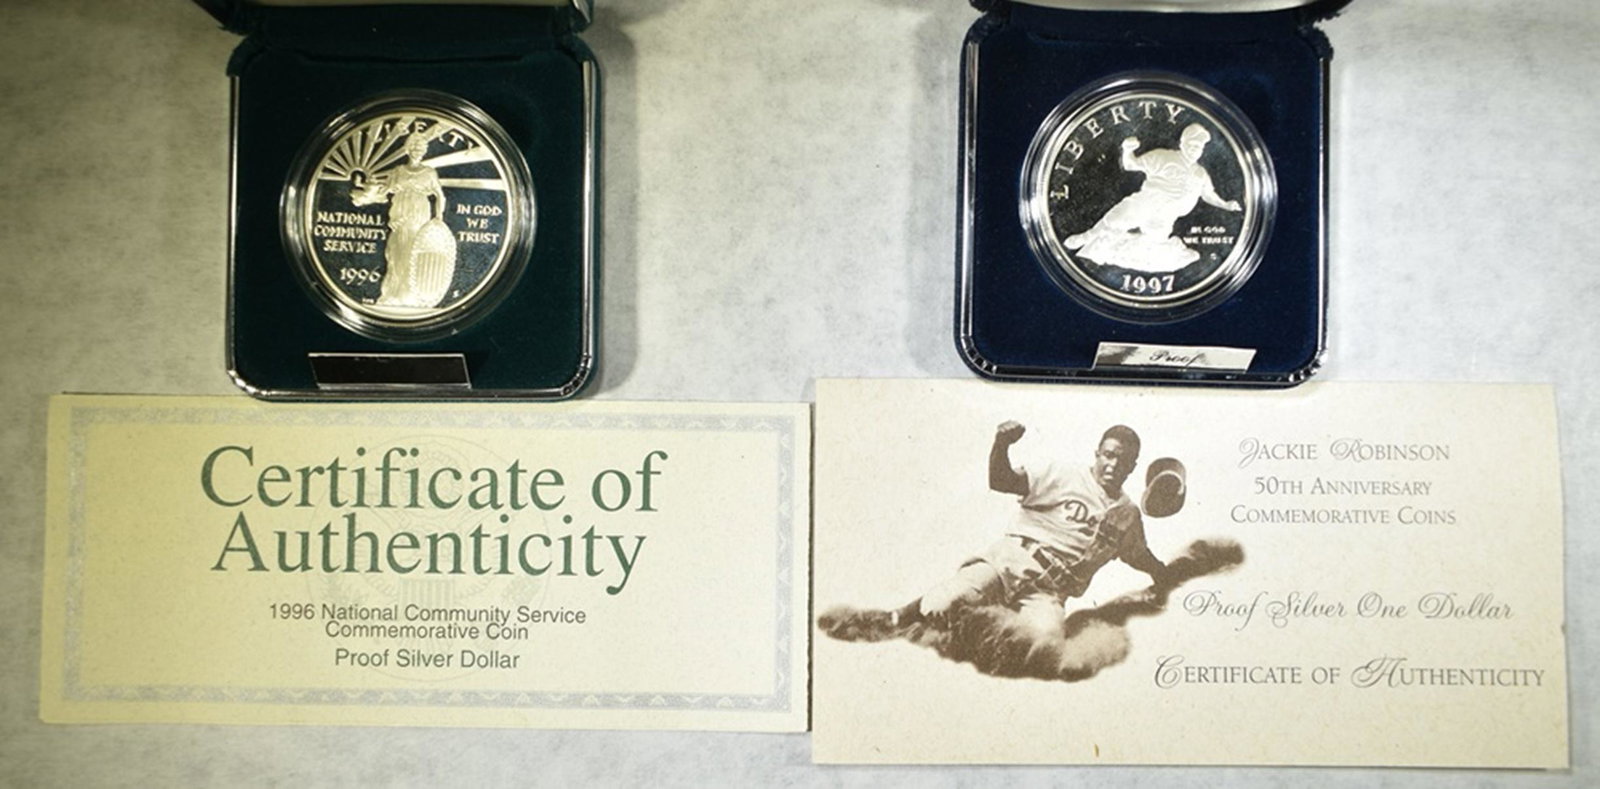 LIBERTY
NATIONAL
COMMUNITY
SERVICE
1996
IN GOD
WE
TRUST
S
LIBERTY
IN GOD
WE TRUST
1997
Proof
Certificate of
Authenticity
1996 National Community Service
Commemorative Coin
Proof Silver Dollar
Do
JACKIE ROBINSON
50TH ANNIVERSARY
COMMEMORATIVE COINS
Proof Silver One Dollar
CERTIFICATE OF AUTHENTICITY